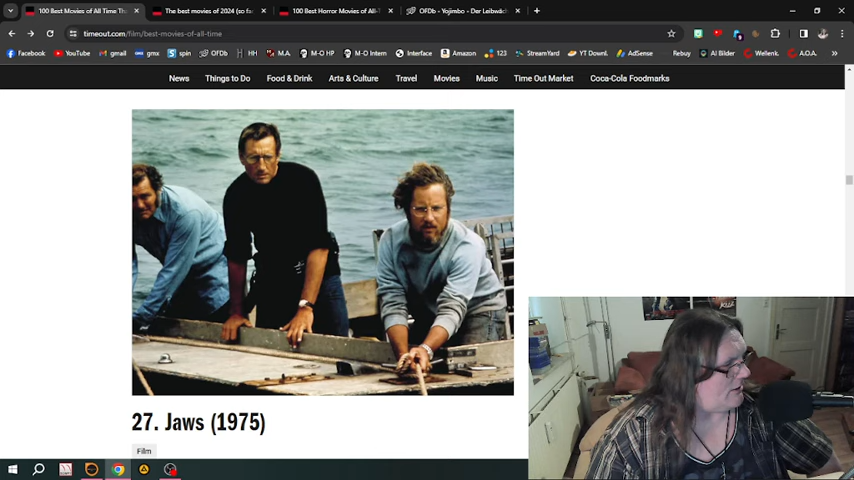 100 Best Movies of All Time Th
The best movies of 2024 (so fa
100 Best Horror Movies of All-T
OFDb - Yojimbo - Der Leibwäch
timeout.com/film/best-movies-of-all-time
Facebook YouTube gmail gmx spin OFDb HH M.A. M-O HP M-O Intern Interface Amazon 123 StreamYard YT Downl. AdSense Rebuy AI Bilder Wellenk. A.O.A.
News Things to Do Food & Drink Arts & Culture Travel Movies Music Time Out Market Coca-Cola Foodmarks
27. Jaws (1975)
Film